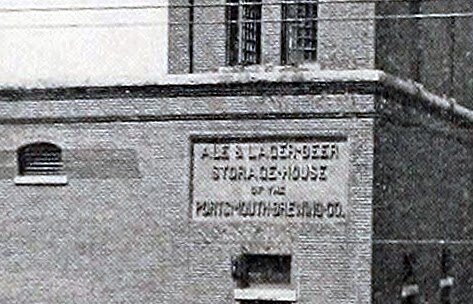 ALE & LAGER·BEER
STORAGE·HOUSE
OF THE
PORTSMOUTH·BREWING·CO.